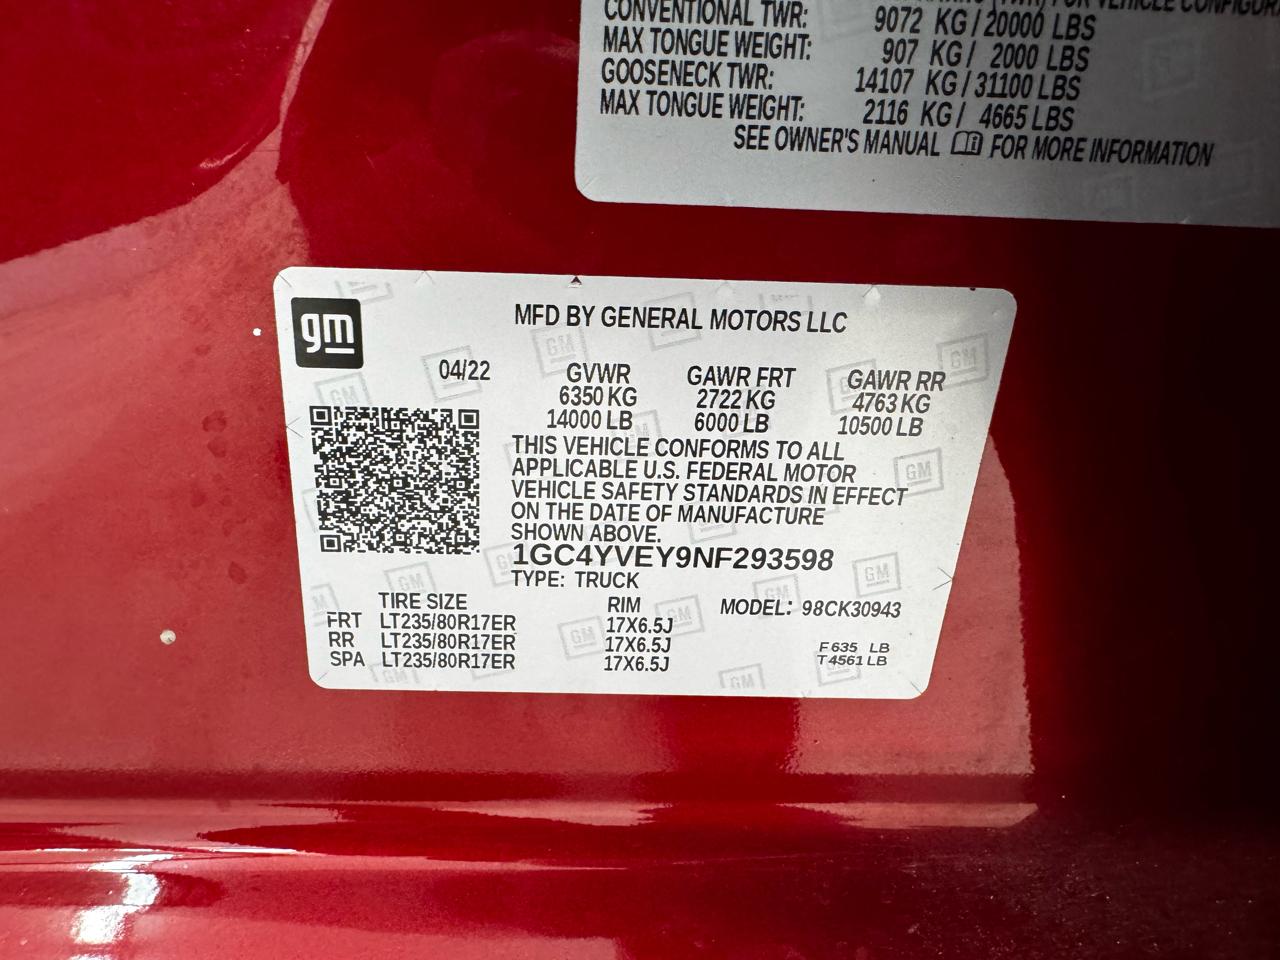 CONVENTIONAL TWR: 9072 KG / 20000 LBS
MAX TONGUE WEIGHT: 907 KG / 2000 LBS
GOOSENECK TWR: 14107 KG / 31100 LBS
MAX TONGUE WEIGHT: 2116 KG / 4665 LBS
SEE OWNER'S MANUAL FOR MORE INFORMATION
gm
MFD BY GENERAL MOTORS LLC
04/22 GVWR GAWR FRT GAWR RR
6350 KG 2722 KG 4763 KG
14000 LB 6000 LB 10500 LB
THIS VEHICLE CONFORMS TO ALL
APPLICABLE U.S. FEDERAL MOTOR
VEHICLE SAFETY STANDARDS IN EFFECT
ON THE DATE OF MANUFACTURE
SHOWN ABOVE.
1GC4YVEY9NF293598
TYPE: TRUCK
TIRE SIZE RIM MODEL: 98CK30943
FRT LT235/80R17ER 17X6.5J
RR LT235/80R17ER 17X6.5J F 635 LB
SPA LT235/80R17ER 17X6.5J T 4561 LB